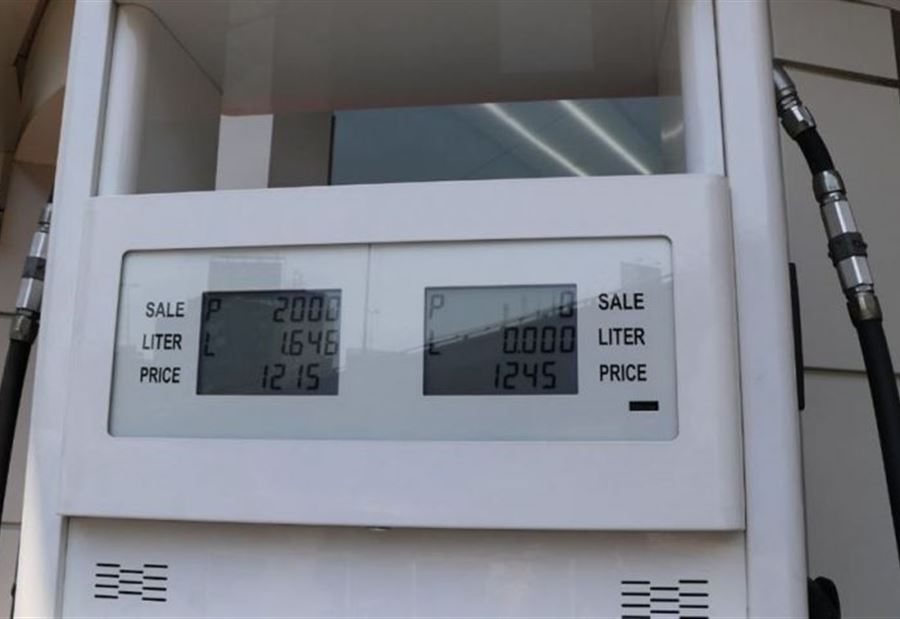 SALE P 2000
LITER L 1.646
PRICE 1215
P SALE
L 0.000 LITER
1245 PRICE